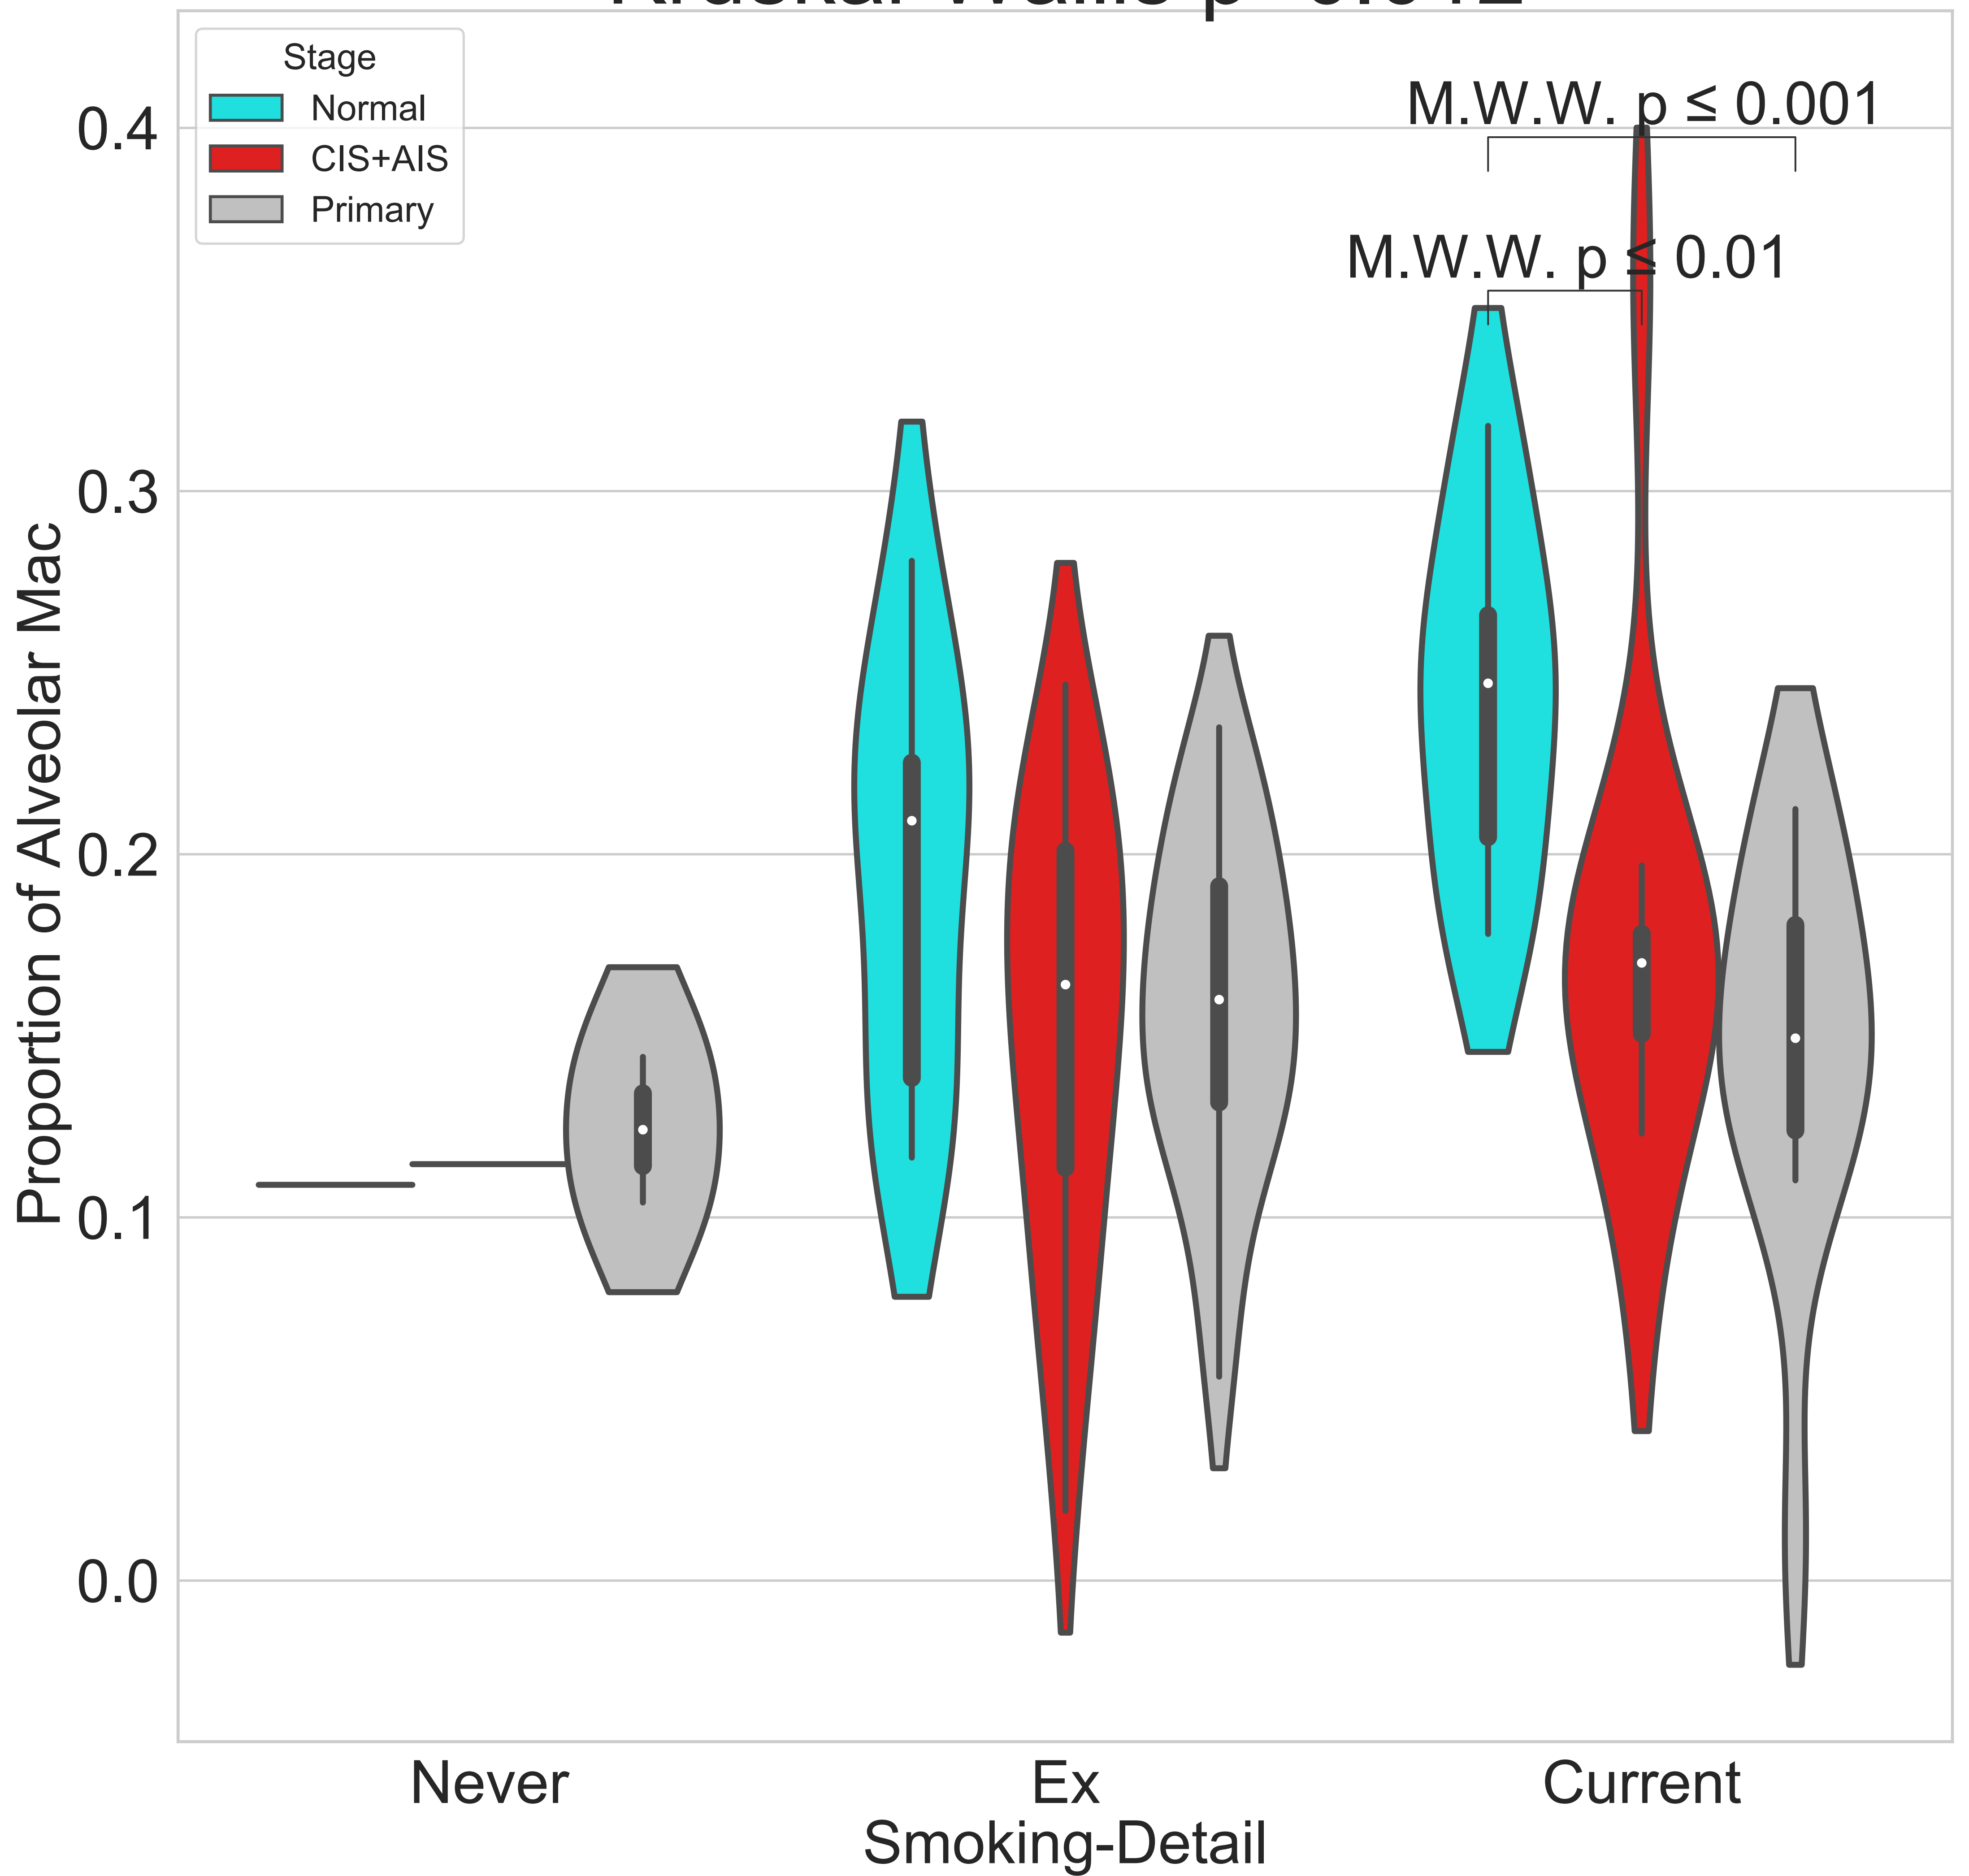 Stage
Normal
CIS+AIS
Primary
M.W.W. p ≤ 0.001
M.W.W. p ≤ 0.01
0.4
0.3
0.2
0.1
0.0
Proportion of Alveolar Mac
Never
Ex
Current
Smoking-Detail